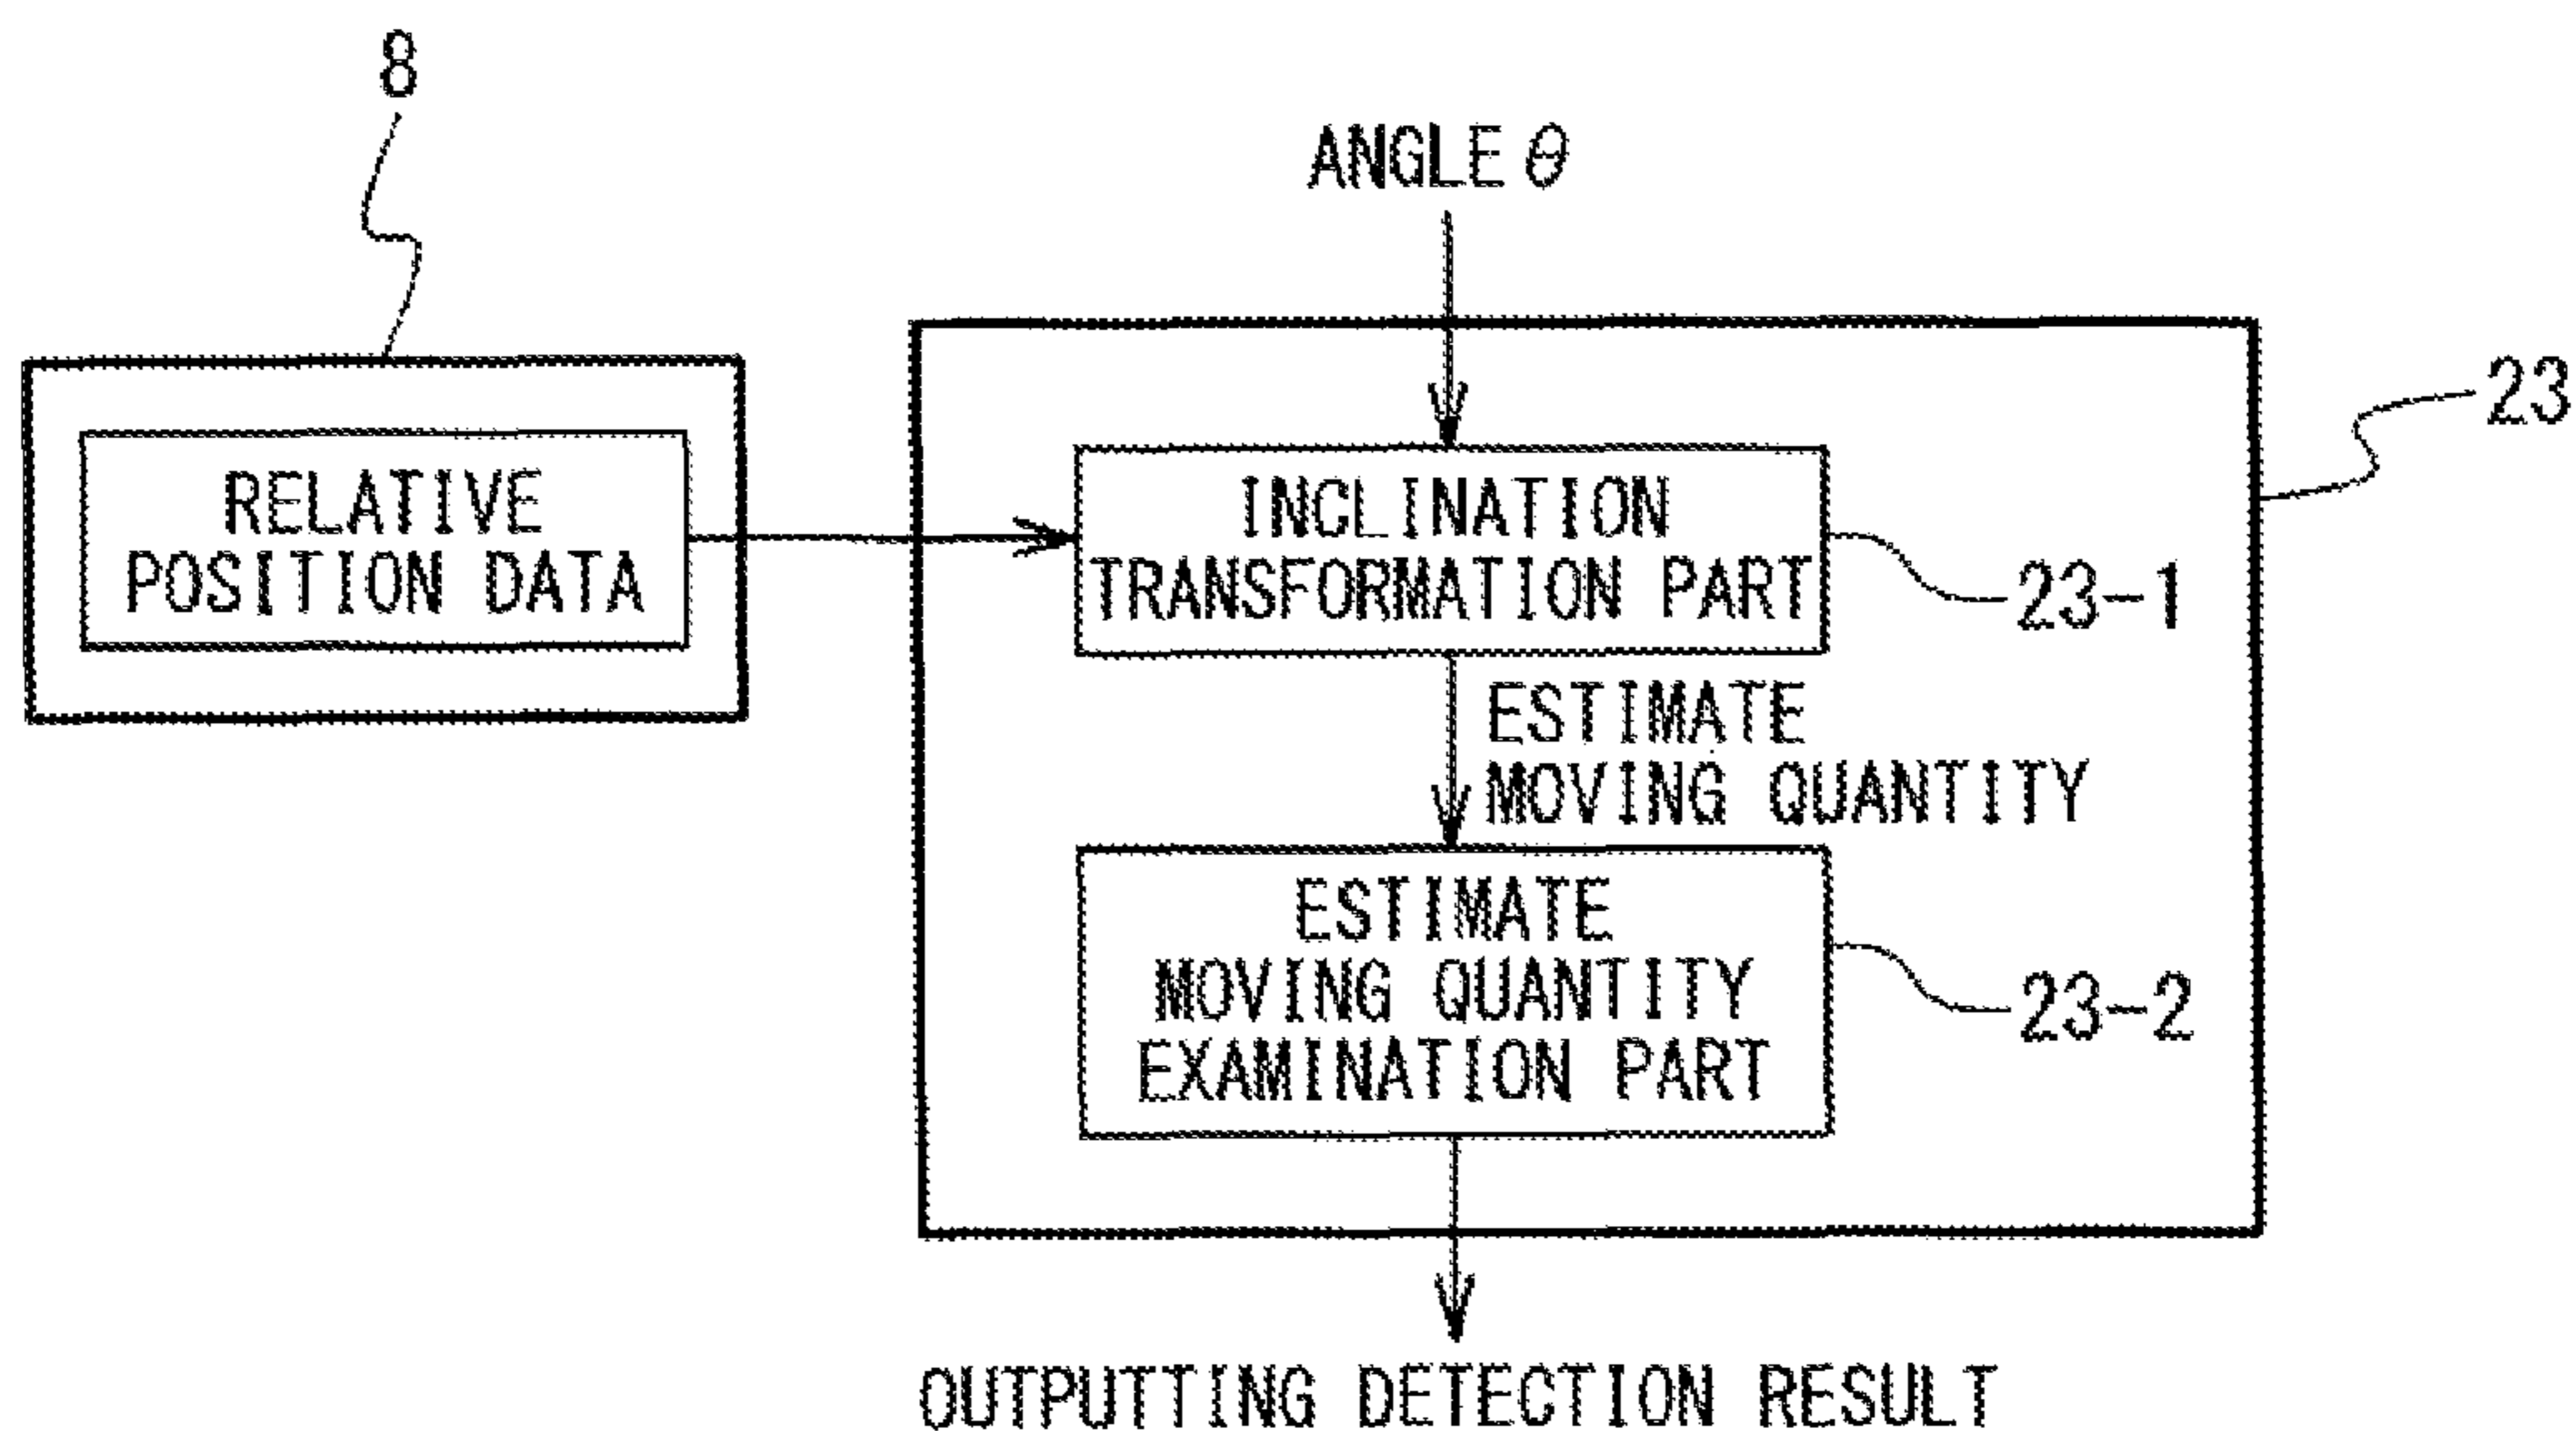 8
ANGLE θ
23
RELATIVE
POSITION DATA
INCLINATION
TRANSFORMATION PART
23-1
ESTIMATE
MOVING QUANTITY
ESTIMATE
MOVING QUANTITY
EXAMINATION PART
23-2
OUTPUTTING DETECTION RESULT